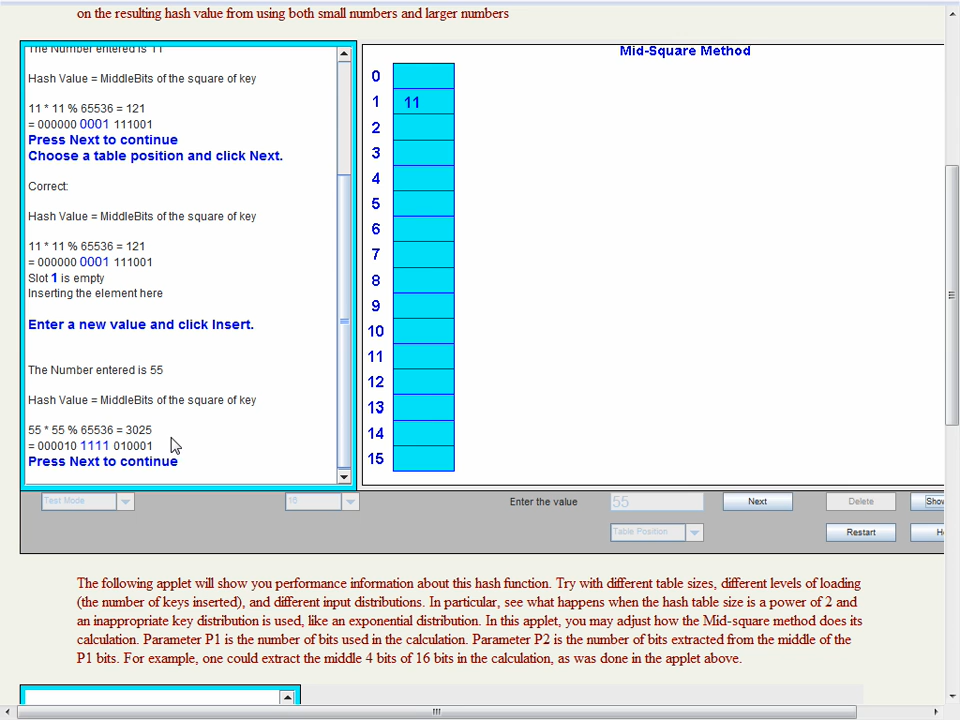 on the resulting hash value from using both small numbers and larger numbers
The Number entered is 11
Hash Value = MiddleBits of the square of key
11 * 11 % 65536 = 121
= 000000 0001 111001
Press Next to continue
Choose a table position and click Next.
Correct:
Hash Value = MiddleBits of the square of key
11 * 11 % 65536 = 121
= 000000 0001 111001
Slot 1 is empty
Inserting the element here
Enter a new value and click Insert.
The Number entered is 55
Hash Value = MiddleBits of the square of key
55 * 55 % 65536 = 3025
= 000010 1111 010001
Press Next to continue
Mid-Square Method
0
1 11
2
3
4
5
6
7
8
9
10
11
12
13
14
15
Test Mode
16
Enter the value
55
Next
Delete
Show
Table Position
Restart
H
The following applet will show you performance information about this hash function. Try with different table sizes, different levels of loading
(the number of keys inserted), and different input distributions. In particular, see what happens when the hash table size is a power of 2 and
an inappropriate key distribution is used, like an exponential distribution. In this applet, you may adjust how the Mid-square method does its
calculation. Parameter P1 is the number of bits used in the calculation. Parameter P2 is the number of bits extracted from the middle of the
P1 bits. For example, one could extract the middle 4 bits of 16 bits in the calculation, as was done in the applet above.